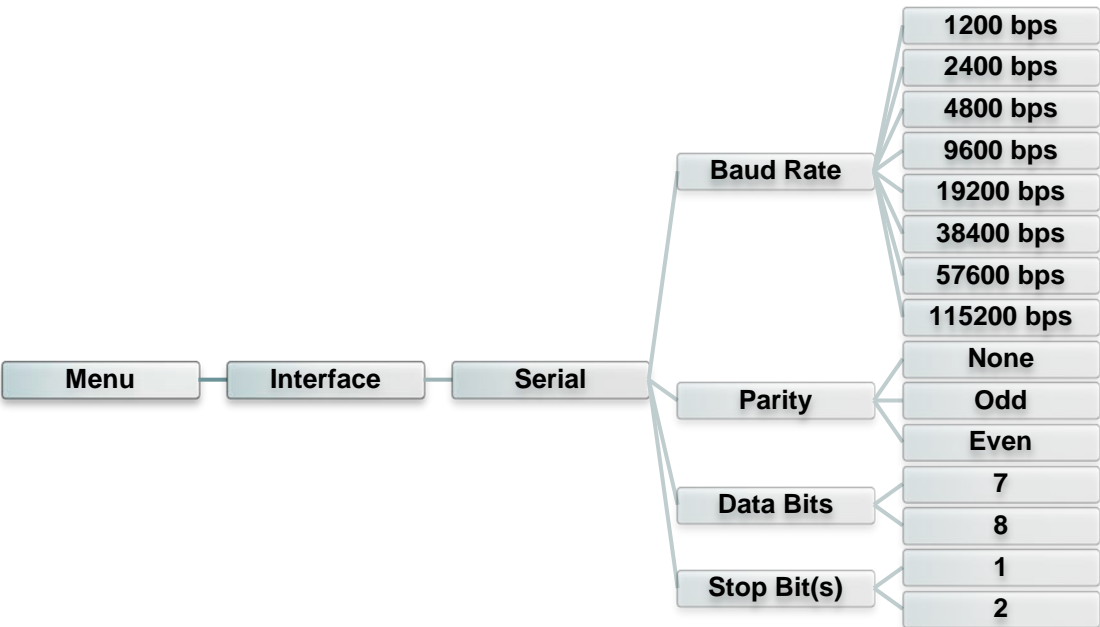 Menu
Interface
Serial
Baud Rate
1200 bps
2400 bps
4800 bps
9600 bps
19200 bps
38400 bps
57600 bps
115200 bps
Parity
None
Odd
Even
Data Bits
7
8
Stop Bit(s)
1
2